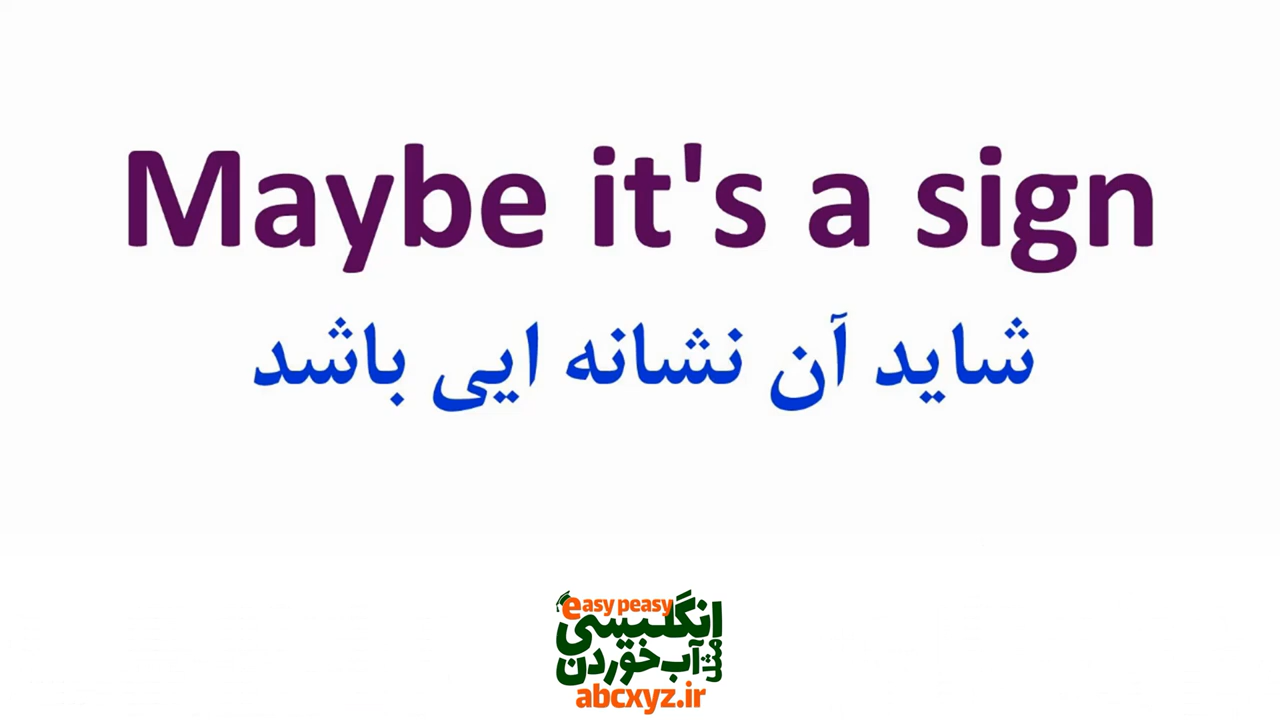 Maybe it's a sign
شاید آن نشانه ایی باشد
easy peasy
انگلیسی
مثل آب خوردن
abcxyz.ir